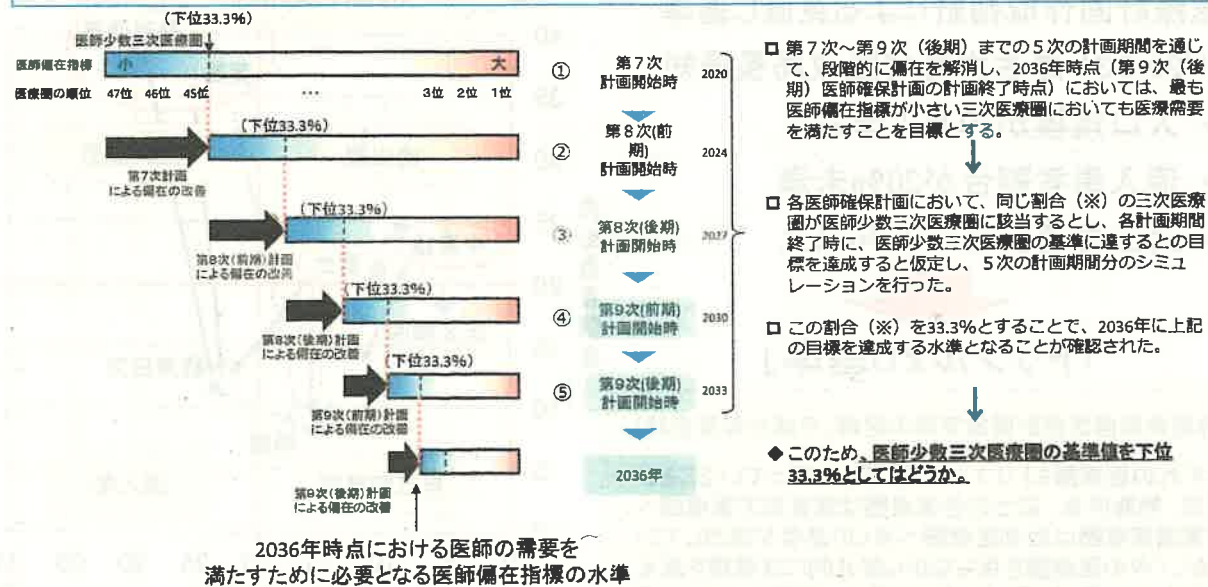 (下位33.3%)
医師少数三次医療圏
医師偏在指標
小
大
①
医療圏の順位
47位 46位 45位 … 3位 2位 1位
(下位33.3%)
②
第7次計画
による偏在の改善
(下位33.3%)
③
第8次(前期)計画
による偏在の改善
(下位33.3%)
④
第8次(後期)計画
による偏在の改善
(下位33.3%)
⑤
第9次(前期)計画
による偏在の改善
第9次(後期)計画
による偏在の改善
2036年時点における医師の需要を
満たすために必要となる医師偏在指標の水準
第7次
計画開始時
2020
第8次(前
期)
計画開始時
2024
第8次(後期)
計画開始時
2027
第9次(前期)
計画開始時
2030
第9次(後期)
計画開始時
2033
2036年
□ 第7次~第9次(後期)までの5次の計画期間を通じ
て、段階的に偏在を解消し、2036年時点(第9次(後
期)医師確保計画の計画終了時点)においては、最も
医師偏在指標が小さい三次医療圏においても医療需要
を満たすことを目標とする。
□ 各医師確保計画において、同じ割合(※)の三次医療
圏が医師少数三次医療圏に該当するとし、各計画期間
終了時に、医師少数三次医療圏の基準に達するとの目
標を達成すると仮定し、5次の計画期間分のシミュ
レーションを行った。
□ この割合(※)を33.3%とすることで、2036年に上記
の目標を達成する水準となることが確認された。
◆ このため、医師少数三次医療圏の基準値を下位
33.3%としてはどうか。